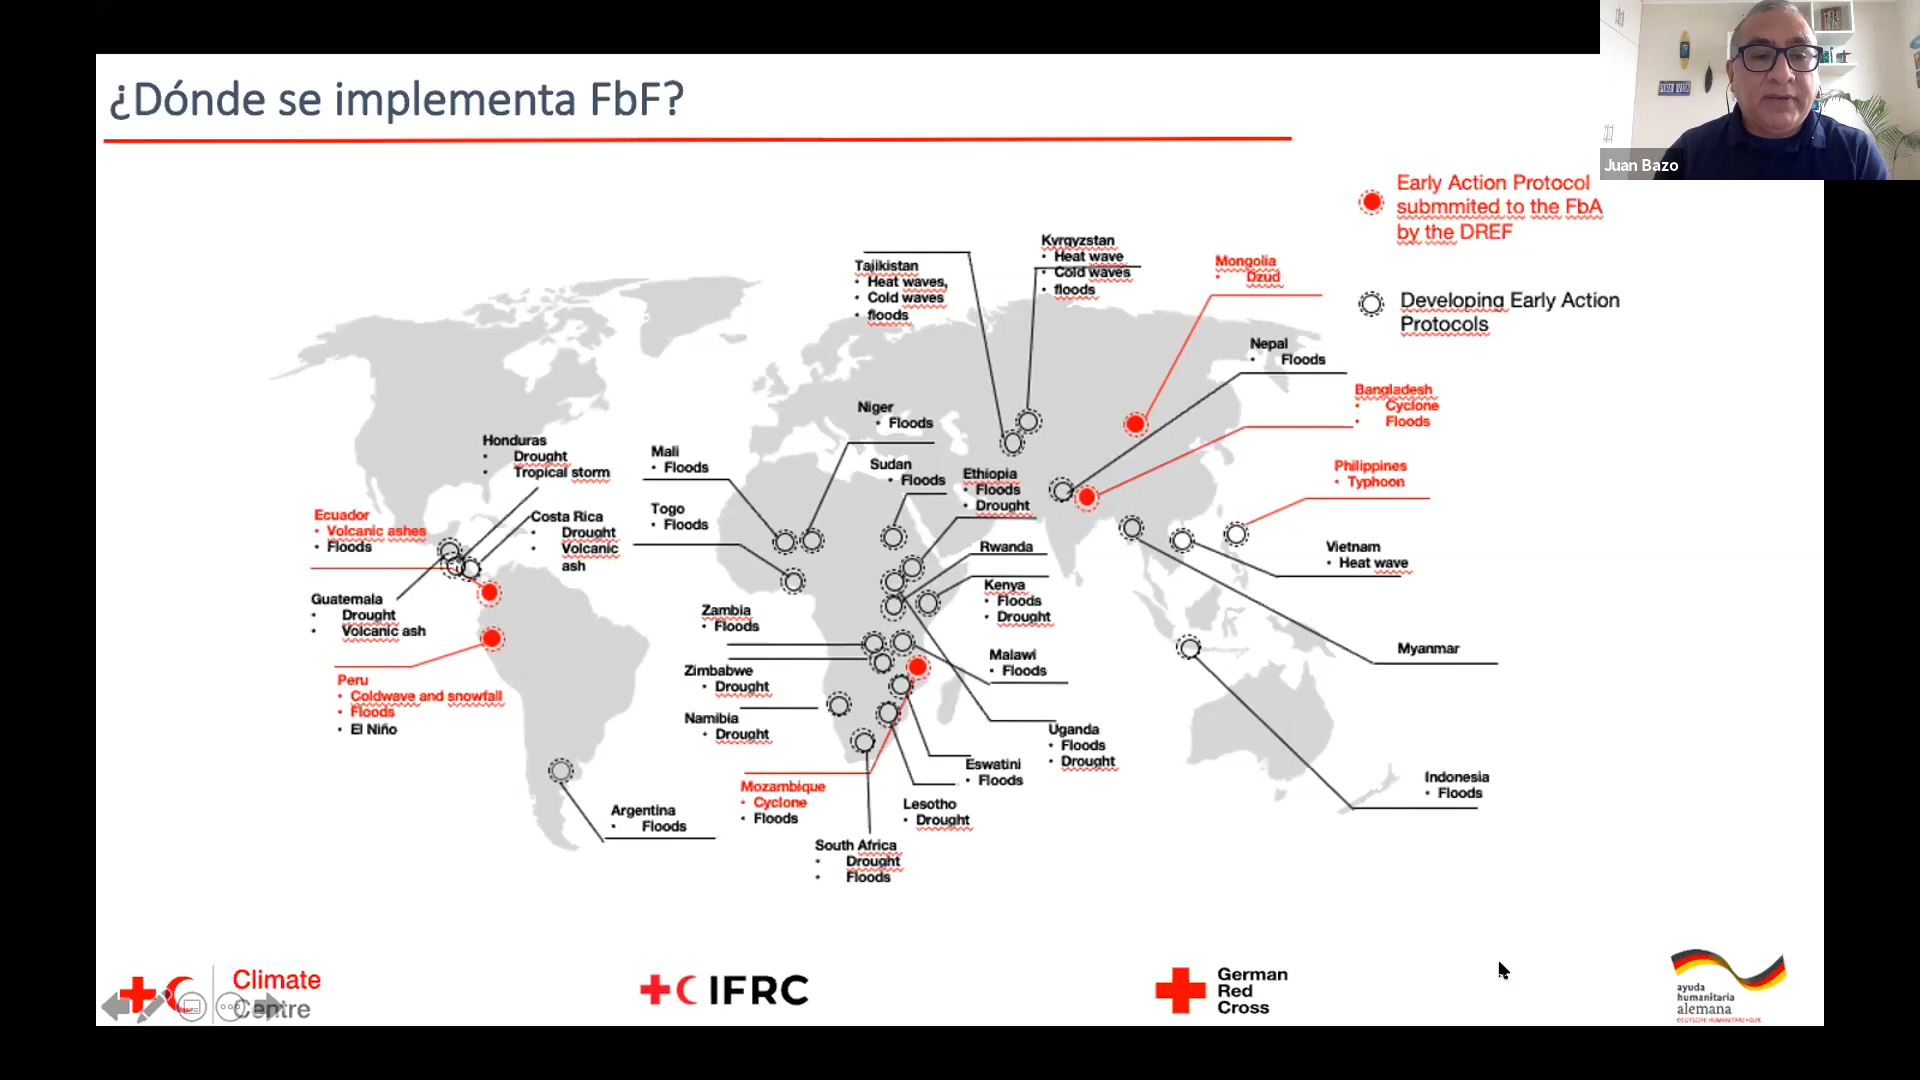 ¿Dónde se implementa FbF?
Juan Bazo
Early Action Protocol
submmited to the FbA
by the DREF
Developing Early Action
Protocols
Tajikistan
• Heat waves,
• Cold waves
• floods
Kyrgyzstan
• Heat wave
• Cold waves
• floods
Mongolia
• Dzud
Nepal
• Floods
Bangladesh
• Cyclone
• Floods
Philippines
• Typhoon
Vietnam
• Heat wave
Myanmar
Indonesia
• Floods
Niger
• Floods
Sudan
• Floods
Ethiopia
• Floods
• Drought
Mali
• Floods
Togo
• Floods
Rwanda
Kenya
• Floods
• Drought
Malawi
• Floods
Uganda
• Floods
• Drought
Eswatini
• Floods
Lesotho
• Drought
South Africa
• Drought
• Floods
Mozambique
• Cyclone
• Floods
Zambia
• Floods
Zimbabwe
• Drought
Namibia
• Drought
Honduras
• Drought
• Tropical storm
Costa Rica
• Drought
• Volcanic
ash
Ecuador
• Volcanic ashes
• Floods
Guatemala
• Drought
• Volcanic ash
Peru
• Coldwave and snowfall
• Floods
• El Niño
Argentina
• Floods
Climate
Centre
IFRC
German
Red
Cross
ayuda
humanitaria
alemana
DEUTSCHE HUMANITÄRE HILFE